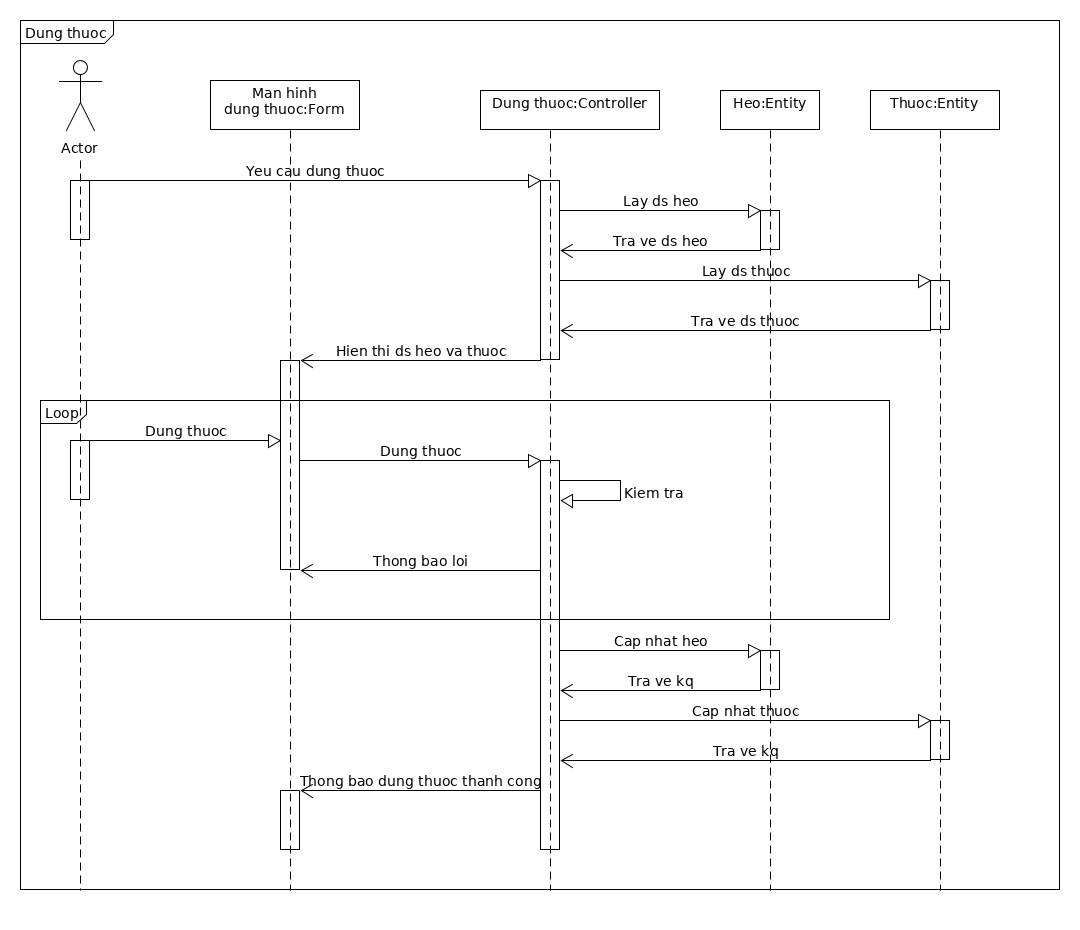 Dung thuoc
Actor
Man hinh
dung thuoc:Form
Dung thuoc:Controller
Heo:Entity
Thuoc:Entity
Yeu cau dung thuoc
Lay ds heo
Tra ve ds heo
Lay ds thuoc
Tra ve ds thuoc
Hien thi ds heo va thuoc
Loop
Dung thuoc
Dung thuoc
Kiem tra
Thong bao loi
Cap nhat heo
Tra ve kq
Cap nhat thuoc
Tra ve kq
Thong bao dung thuoc thanh cong